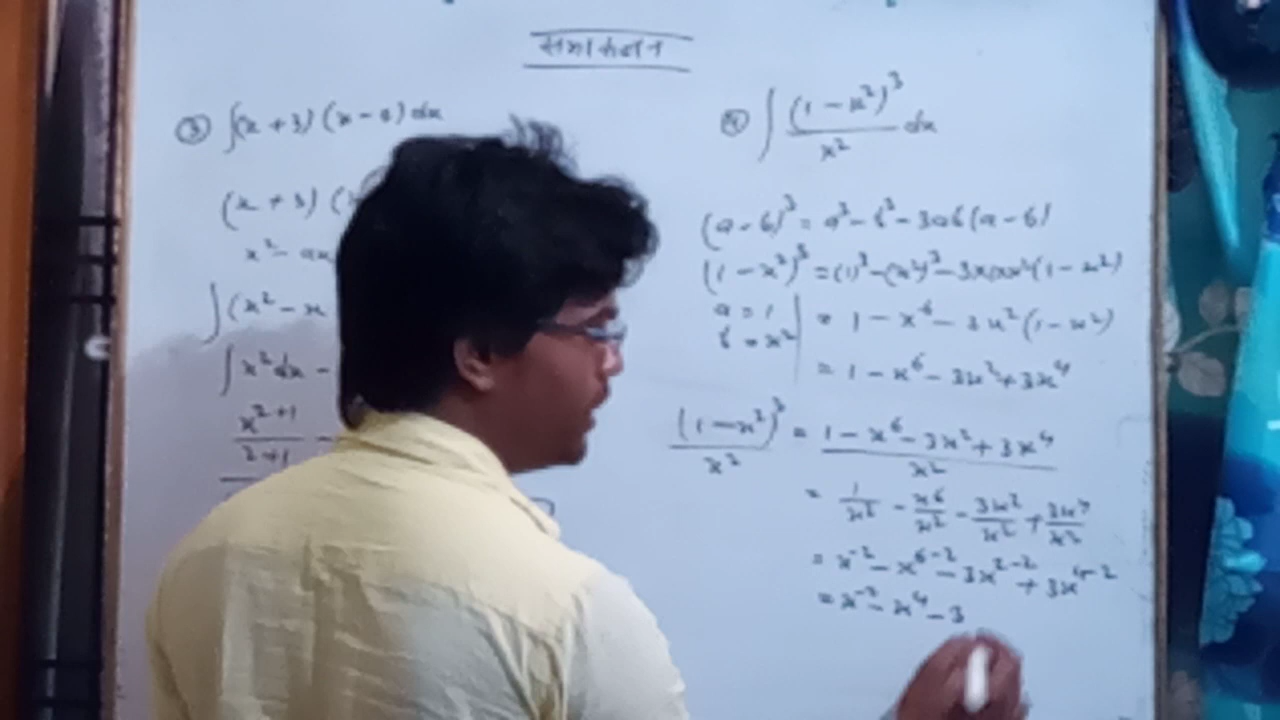 समाकलन
③ ∫(x + 3) (x - a) dx
(x + 3) (
x² - ax
∫(x² - x
∫x²dx -
x²⁺¹ / 2+1 -
④ ∫ (1 - x²)³ / x² dx
(a - b)³ = a³ - b³ - 3ab(a - b)
(1 - x²)³ = (1)³ - (x²)³ - 3×1×x²(1 - x²)
a = 1
b = x²
= 1 - x⁶ - 3x²(1 - x²)
= 1 - x⁶ - 3x² + 3x⁴
(1 - x²)³ / x² = 1 - x⁶ - 3x² + 3x⁴ / x²
= 1/x² - x⁶/x² - 3x²/x² + 3x⁴/x²
= x⁻² - x⁶⁻² - 3x²⁻² + 3x⁴⁻²
= x⁻² - x⁴ - 3